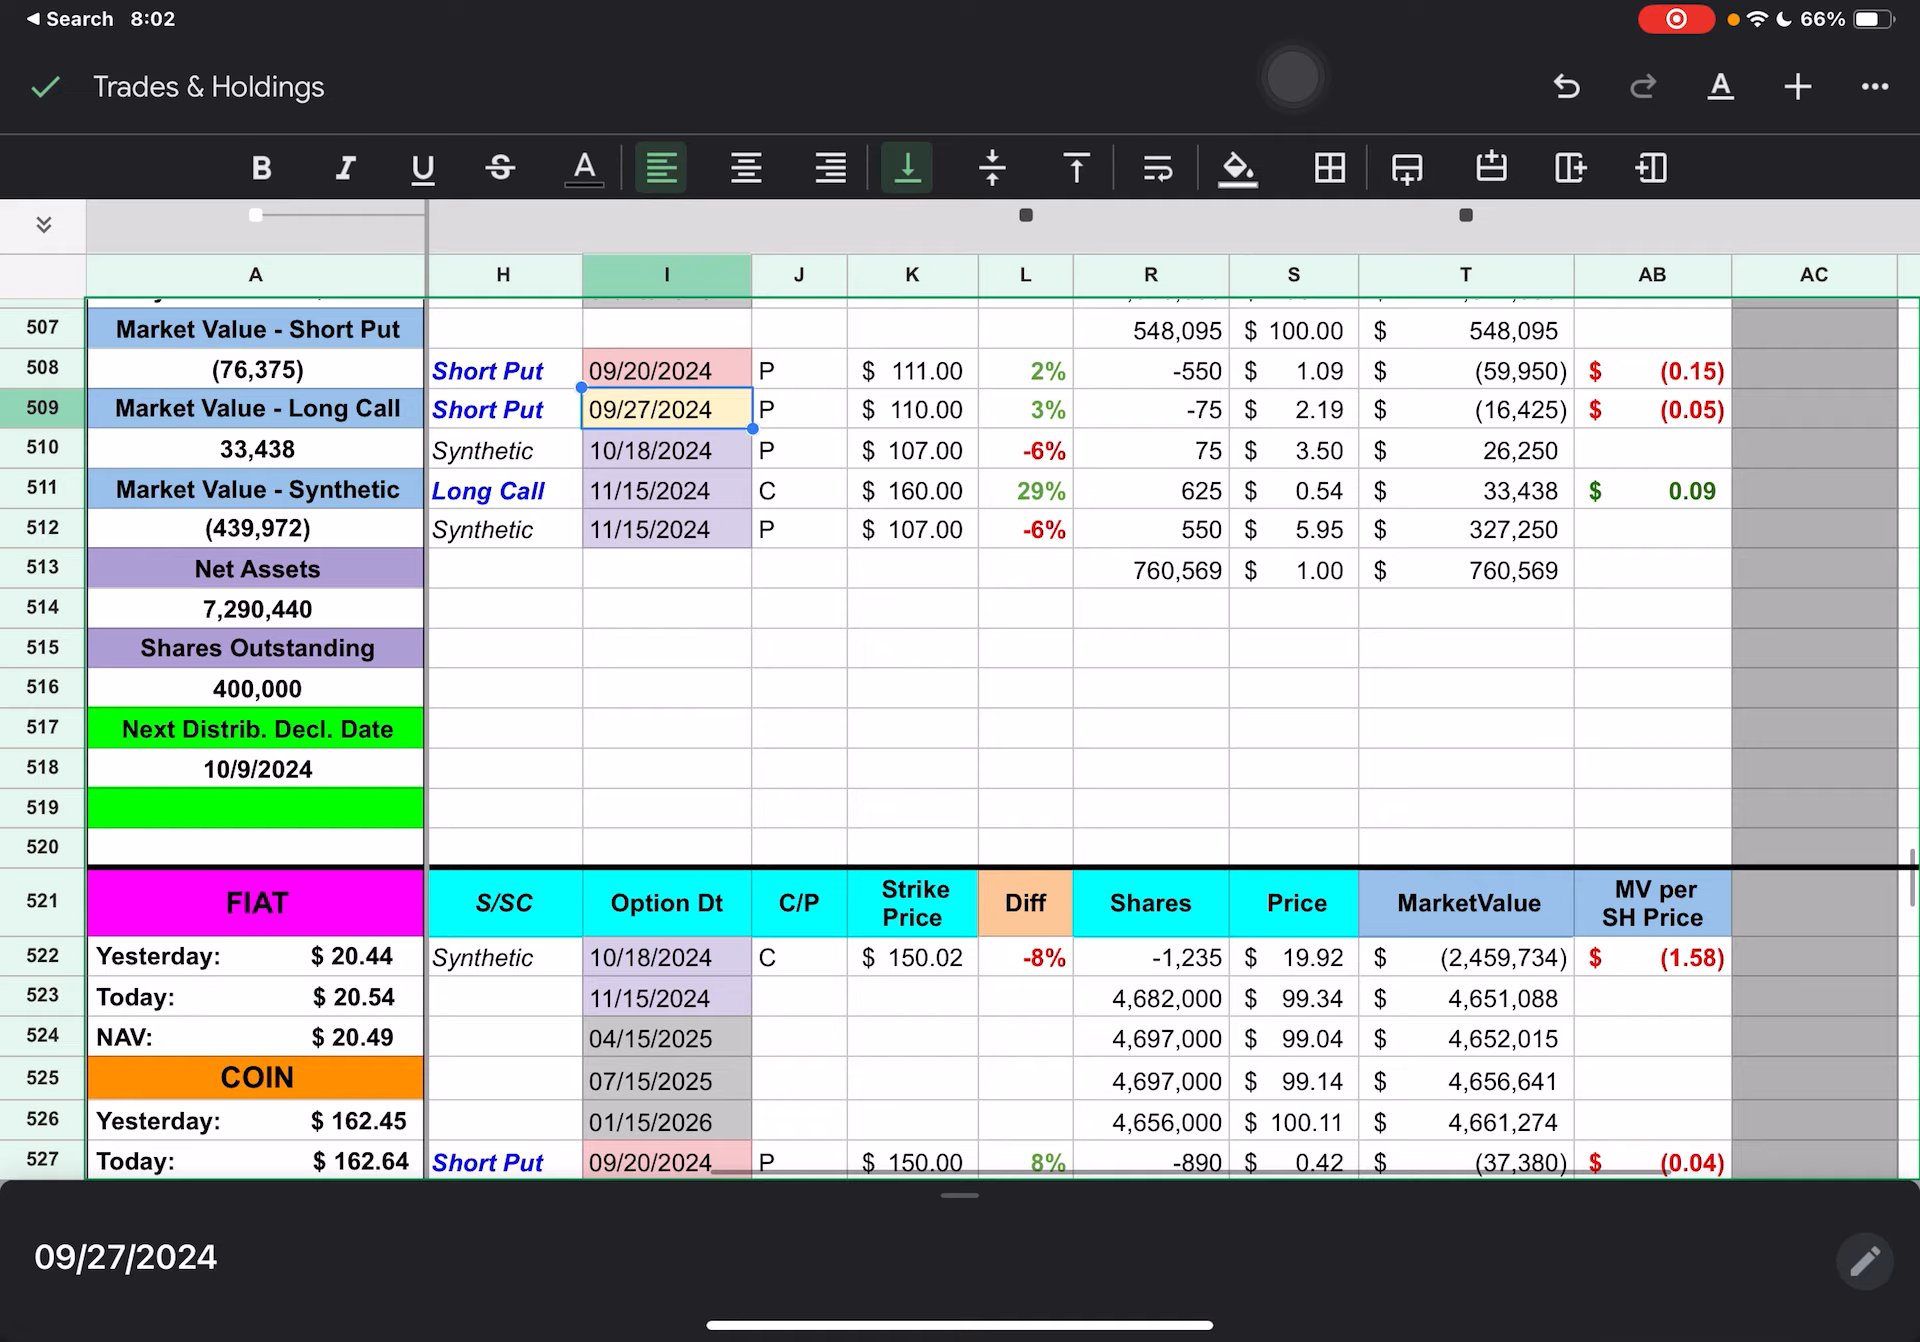 Search 8:02
66%
Trades & Holdings
B I U S A
A H I J K L R S T AB AC
507 Market Value - Short Put 548,095 $ 100.00 $ 548,095
508 (76,375) Short Put 09/20/2024 P $ 111.00 2% -550 $ 1.09 $ (59,950) $ (0.15)
509 Market Value - Long Call Short Put 09/27/2024 P $ 110.00 3% -75 $ 2.19 $ (16,425) $ (0.05)
510 33,438 Synthetic 10/18/2024 P $ 107.00 -6% 75 $ 3.50 $ 26,250
511 Market Value - Synthetic Long Call 11/15/2024 C $ 160.00 29% 625 $ 0.54 $ 33,438 $ 0.09
512 (439,972) Synthetic 11/15/2024 P $ 107.00 -6% 550 $ 5.95 $ 327,250
513 Net Assets 760,569 $ 1.00 $ 760,569
514 7,290,440
515 Shares Outstanding
516 400,000
517 Next Distrib. Decl. Date
518 10/9/2024
519
520
521 FIAT S/SC Option Dt C/P Strike Price Diff Shares Price MarketValue MV per SH Price
522 Yesterday: $ 20.44 Synthetic 10/18/2024 C $ 150.02 -8% -1,235 $ 19.92 $ (2,459,734) $ (1.58)
523 Today: $ 20.54 11/15/2024 4,682,000 $ 99.34 $ 4,651,088
524 NAV: $ 20.49 04/15/2025 4,697,000 $ 99.04 $ 4,652,015
525 COIN 07/15/2025 4,697,000 $ 99.14 $ 4,656,641
526 Yesterday: $ 162.45 01/15/2026 4,656,000 $ 100.11 $ 4,661,274
527 Today: $ 162.64 Short Put 09/20/2024 P $ 150.00 8% -890 $ 0.42 $ (37,380) $ (0.04)
09/27/2024